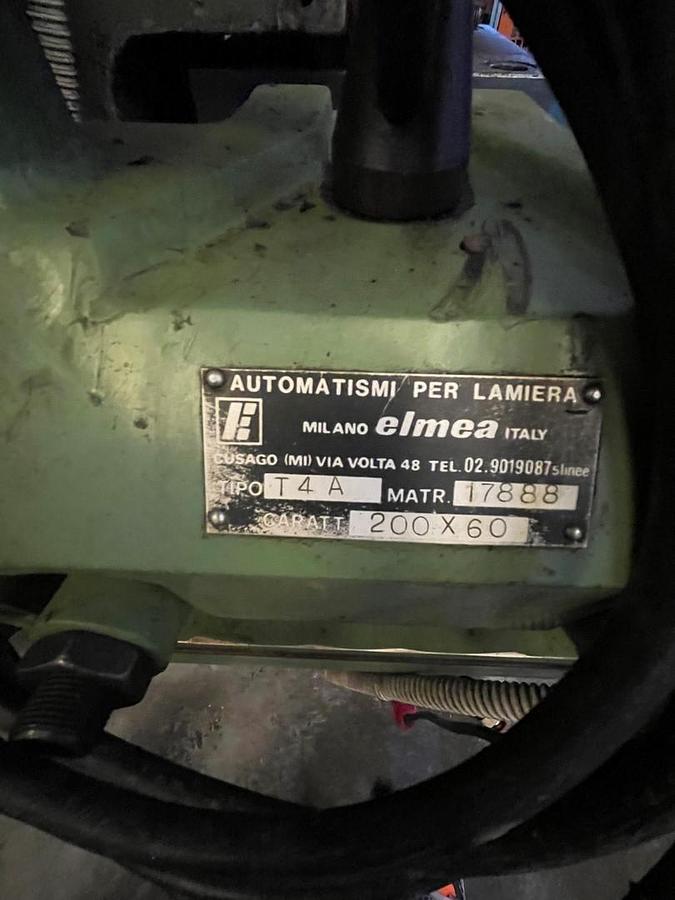 AUTOMATISMI PER LAMIERA
E
MILANO elmea ITALY
CUSAGO (MI) VIA VOLTA 48 TEL. 02.9019087 5 linee
TIPO T4A MATR. 17888
CARATT. 200 X 60